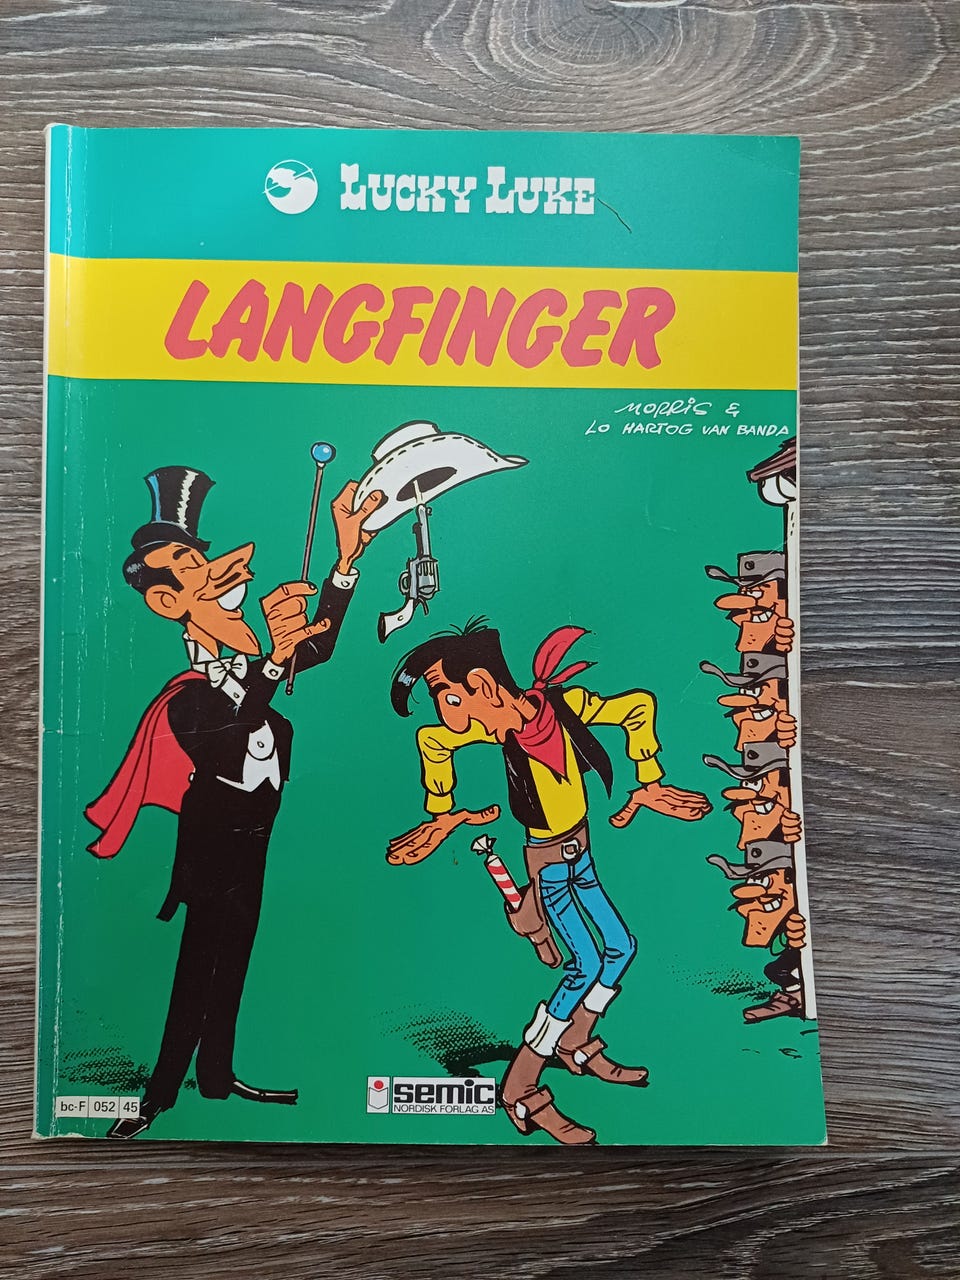 LUCKY LUKE
LANGFINGER
MORRIS &
LO HARTOG VAN BANDA
bc-F 052 45
semic
NORDISK FORLAG AS